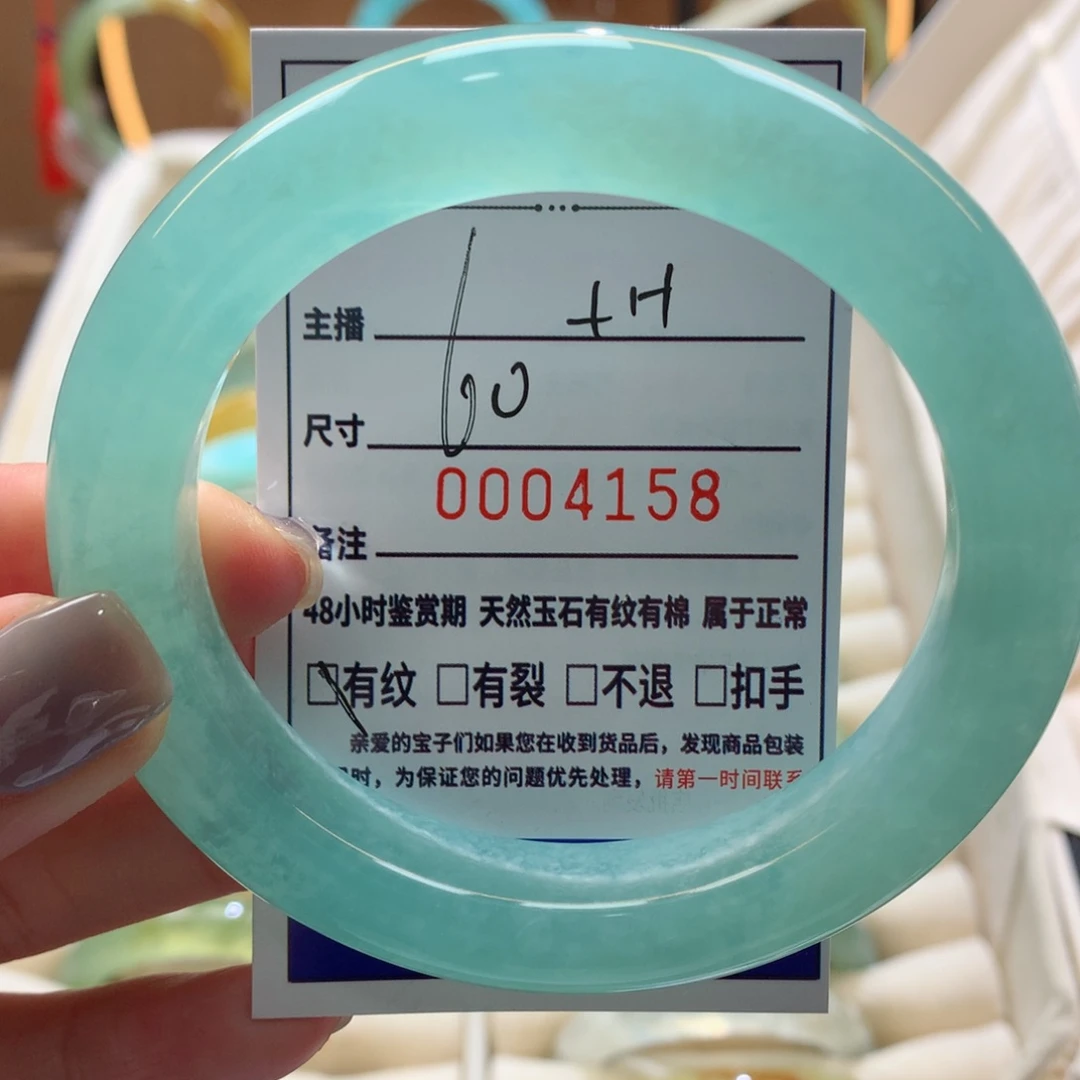 主播
尺寸 60
0004158
备注
48小时鉴赏期 天然玉石有纹有棉 属于正常
□有纹 □有裂 □不退 □扣手
亲爱的宝子们如果您在收到货品后，发现商品包装
时，为保证您的问题优先处理，请第一时间联系